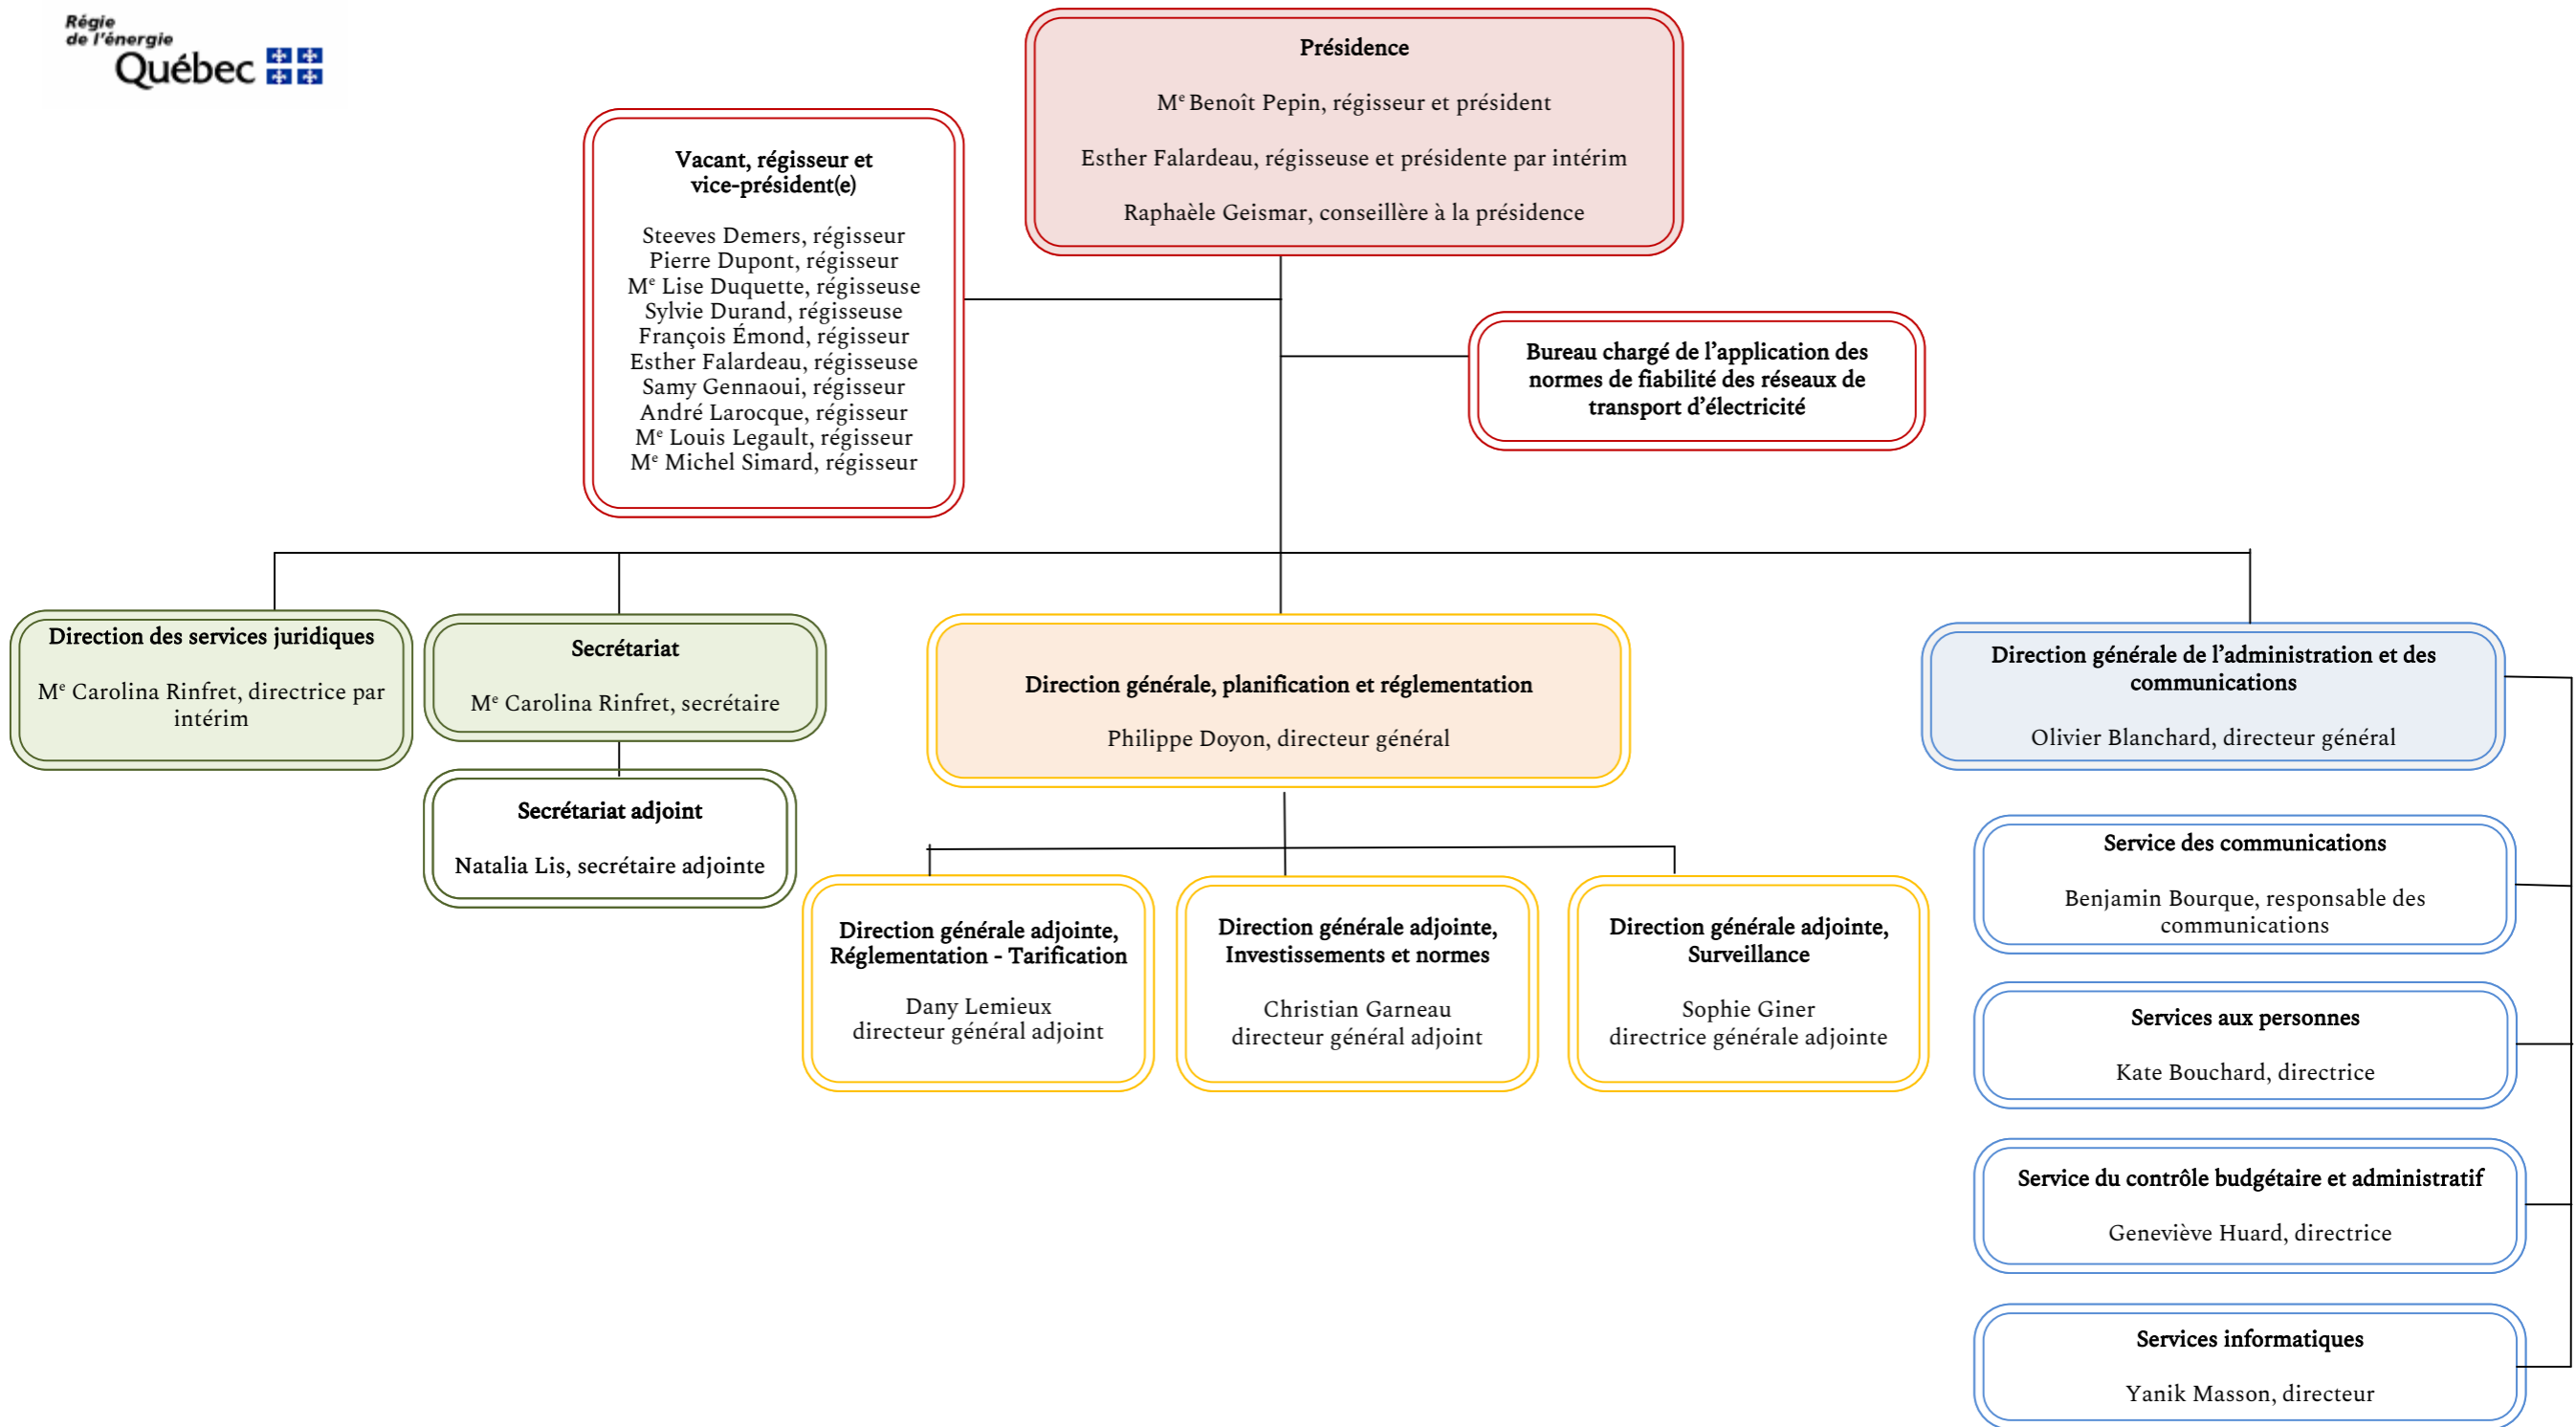 Régie
de l'énergie
Québec
Présidence
Mᵉ Benoît Pepin, régisseur et président
Esther Falardeau, régisseuse et présidente par intérim
Raphaèle Geismar, conseillère à la présidence
Vacant, régisseur et
vice-président(e)
Steeves Demers, régisseur
Pierre Dupont, régisseur
Mᵉ Lise Duquette, régisseuse
Sylvie Durand, régisseuse
François Émond, régisseur
Esther Falardeau, régisseuse
Samy Gennaoui, régisseur
André Larocque, régisseur
Mᵉ Louis Legault, régisseur
Mᵉ Michel Simard, régisseur
Bureau chargé de l’application des
normes de fiabilité des réseaux de
transport d’électricité
Direction des services juridiques
Mᵉ Carolina Rinfret, directrice par
intérim
Secrétariat
Mᵉ Carolina Rinfret, secrétaire
Secrétariat adjoint
Natalia Lis, secrétaire adjointe
Direction générale, planification et réglementation
Philippe Doyon, directeur général
Direction générale adjointe,
Réglementation - Tarification
Dany Lemieux
directeur général adjoint
Direction générale adjointe,
Investissements et normes
Christian Garneau
directeur général adjoint
Direction générale adjointe,
Surveillance
Sophie Giner
directrice générale adjointe
Direction générale de l’administration et des
communications
Olivier Blanchard, directeur général
Service des communications
Benjamin Bourque, responsable des
communications
Services aux personnes
Kate Bouchard, directrice
Service du contrôle budgétaire et administratif
Geneviève Huard, directrice
Services informatiques
Yanik Masson, directeur